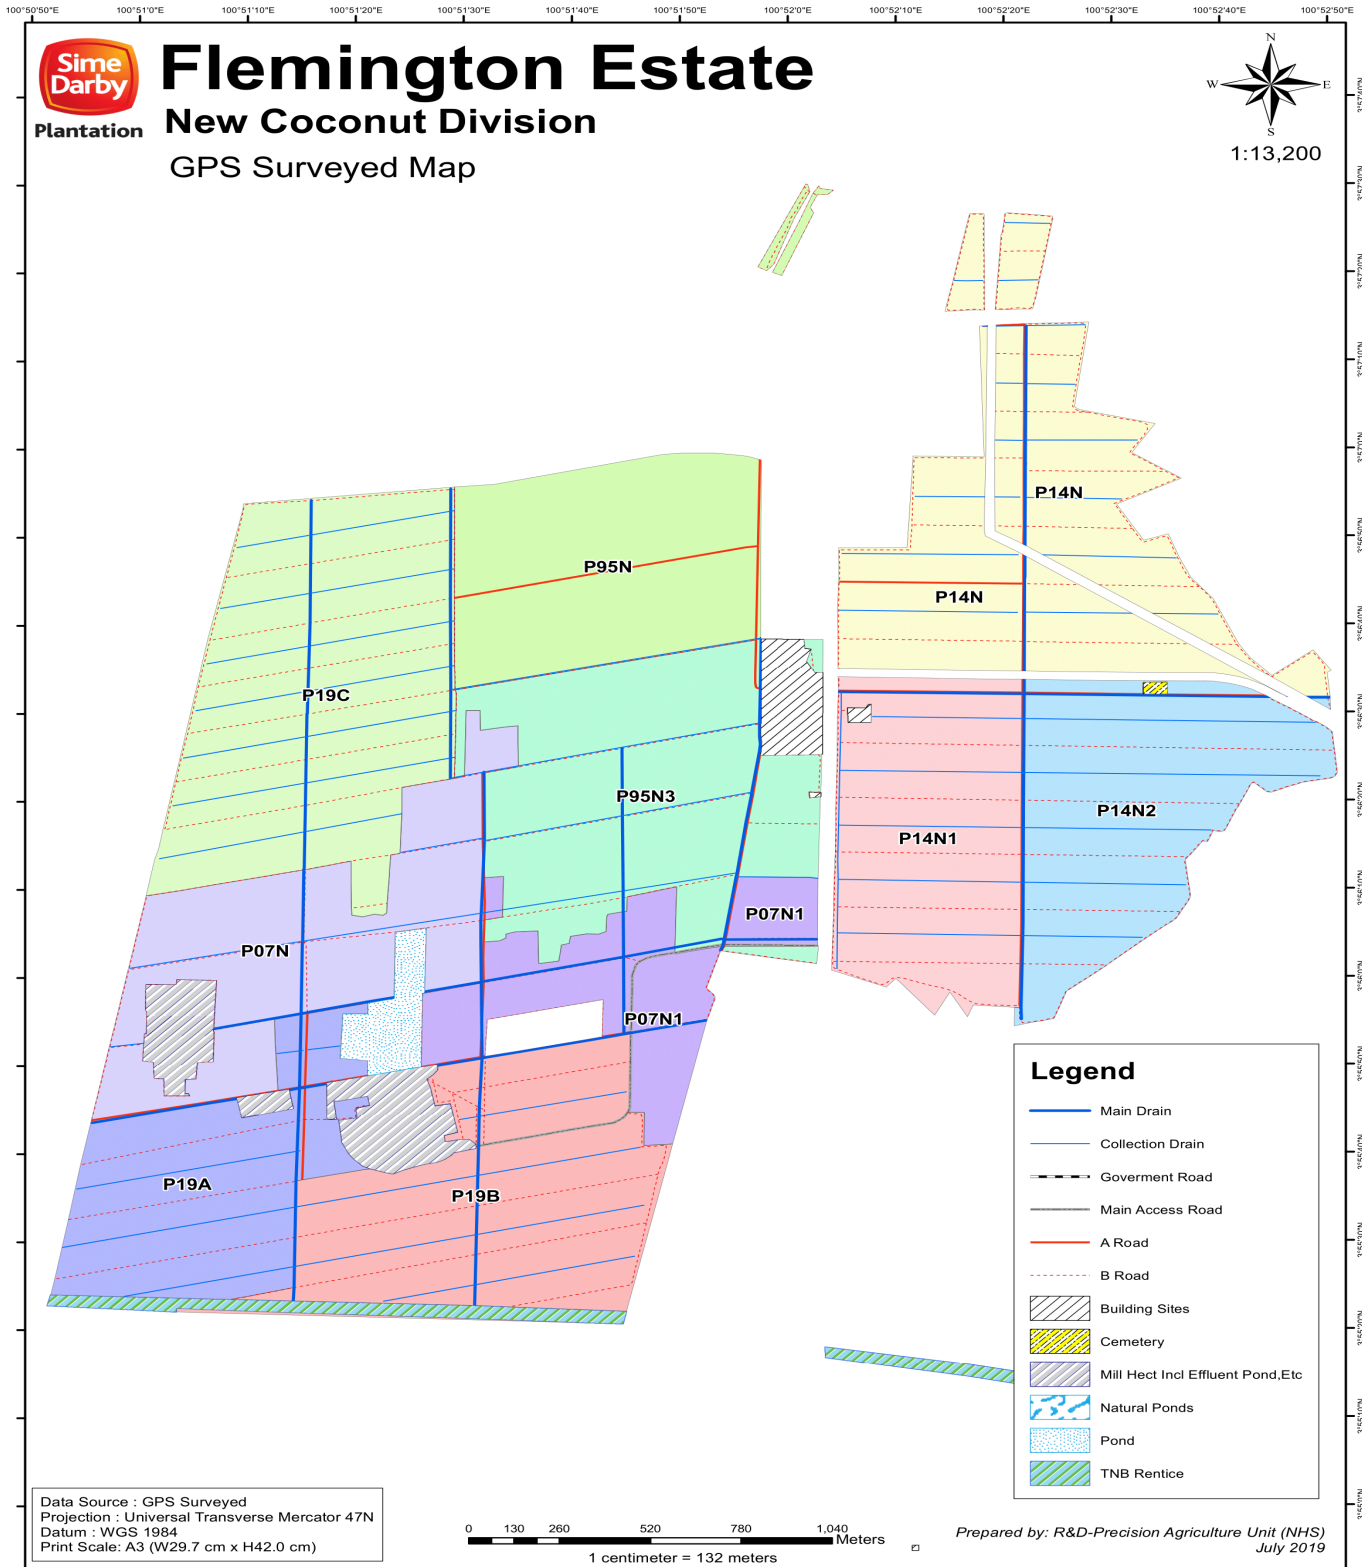 100°50'50"E 100°51'0"E 100°51'10"E 100°51'20"E 100°51'30"E 100°51'40"E 100°51'50"E 100°52'0"E 100°52'10"E 100°52'20"E 100°52'30"E 100°52'40"E 100°52'50"E
Sime
Darby
Plantation
Flemington Estate
New Coconut Division
GPS Surveyed Map
N
W E
S
1:13,200
P14N
P95N
P14N
P19C
P95N3
P14N2
P14N1
P07N1
P07N
P07N1
P19A
P19B
Legend
Main Drain
Collection Drain
Goverment Road
Main Access Road
A Road
B Road
Building Sites
Cemetery
Mill Hect Incl Effluent Pond,Etc
Natural Ponds
Pond
TNB Rentice
Data Source : GPS Surveyed
Projection : Universal Transverse Mercator 47N
Datum : WGS 1984
Print Scale: A3 (W29.7 cm x H42.0 cm)
0 130 260 520 780 1,040
Meters
1 centimeter = 132 meters
Prepared by: R&D-Precision Agriculture Unit (NHS)
July 2019